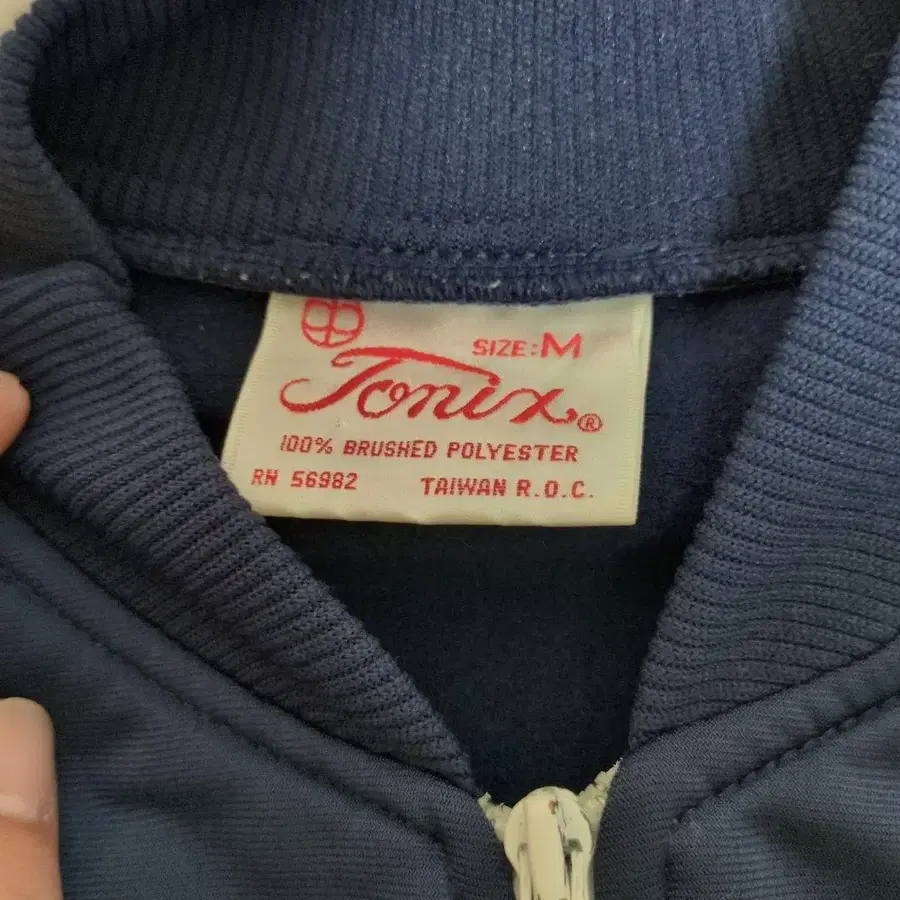 SIZE: M
Tonix®
100% BRUSHED POLYESTER
RN 56982 TAIWAN R.O.C.